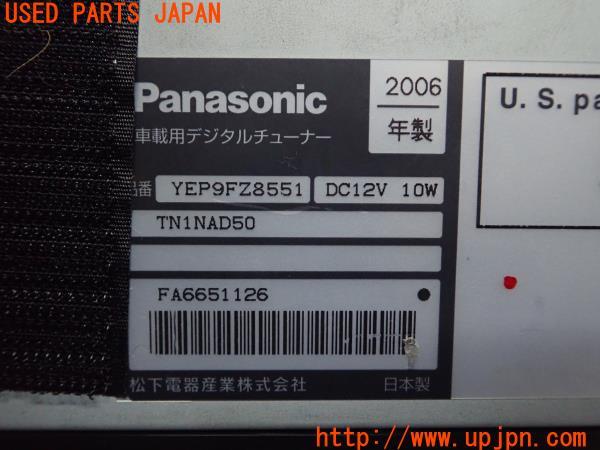 USED PARTS JAPAN
Panasonic
2006
年製
車載用デジタルチューナー
品番 YEP9FZ8551 DC12V 10W
TN1NAD50
FA6651126
松下電器産業株式会社 日本製
U. S. pa
http://www.upjpn.com